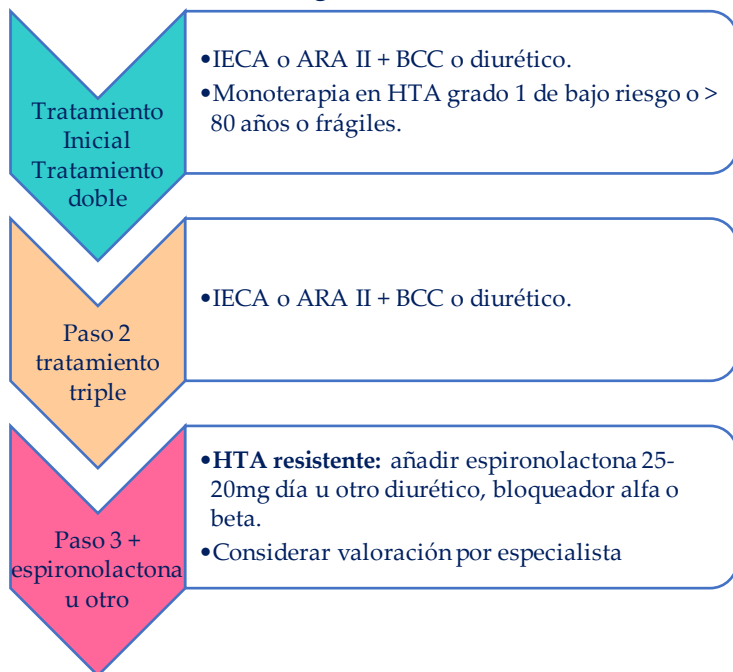 Tratamiento
Inicial
Tratamiento
doble
•IECA o ARA II + BCC o diurético.
•Monoterapia en HTA grado 1 de bajo riesgo o >
80 años o frágiles.
Paso 2
tratamiento
triple
•IECA o ARA II + BCC o diurético.
Paso 3 +
espironolactona
u otro
•HTA resistente: añadir espironolactona 25-
20mg día u otro diurético, bloqueador alfa o
beta.
•Considerar valoración por especialista